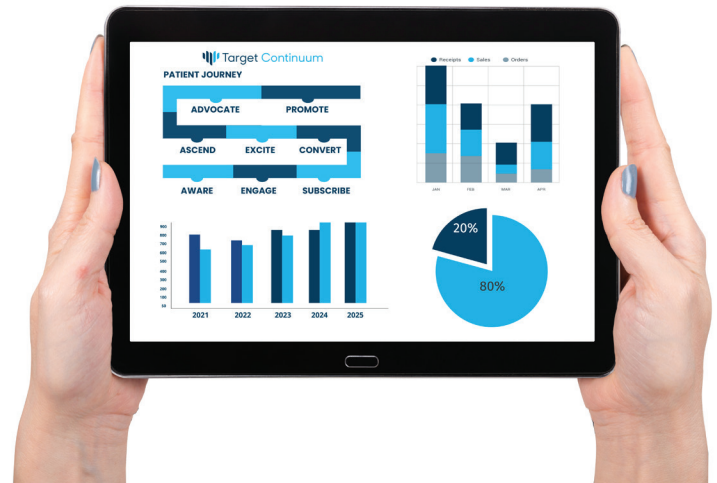 Target Continuum
PATIENT JOURNEY
ADVOCATE PROMOTE
ASCEND EXCITE CONVERT
AWARE ENGAGE SUBSCRIBE
Receipts Sales Orders
JAN FEB MAR APR
900
800
700
600
500
400
300
200
100
50
2021 2022 2023 2024 2025
20%
80%